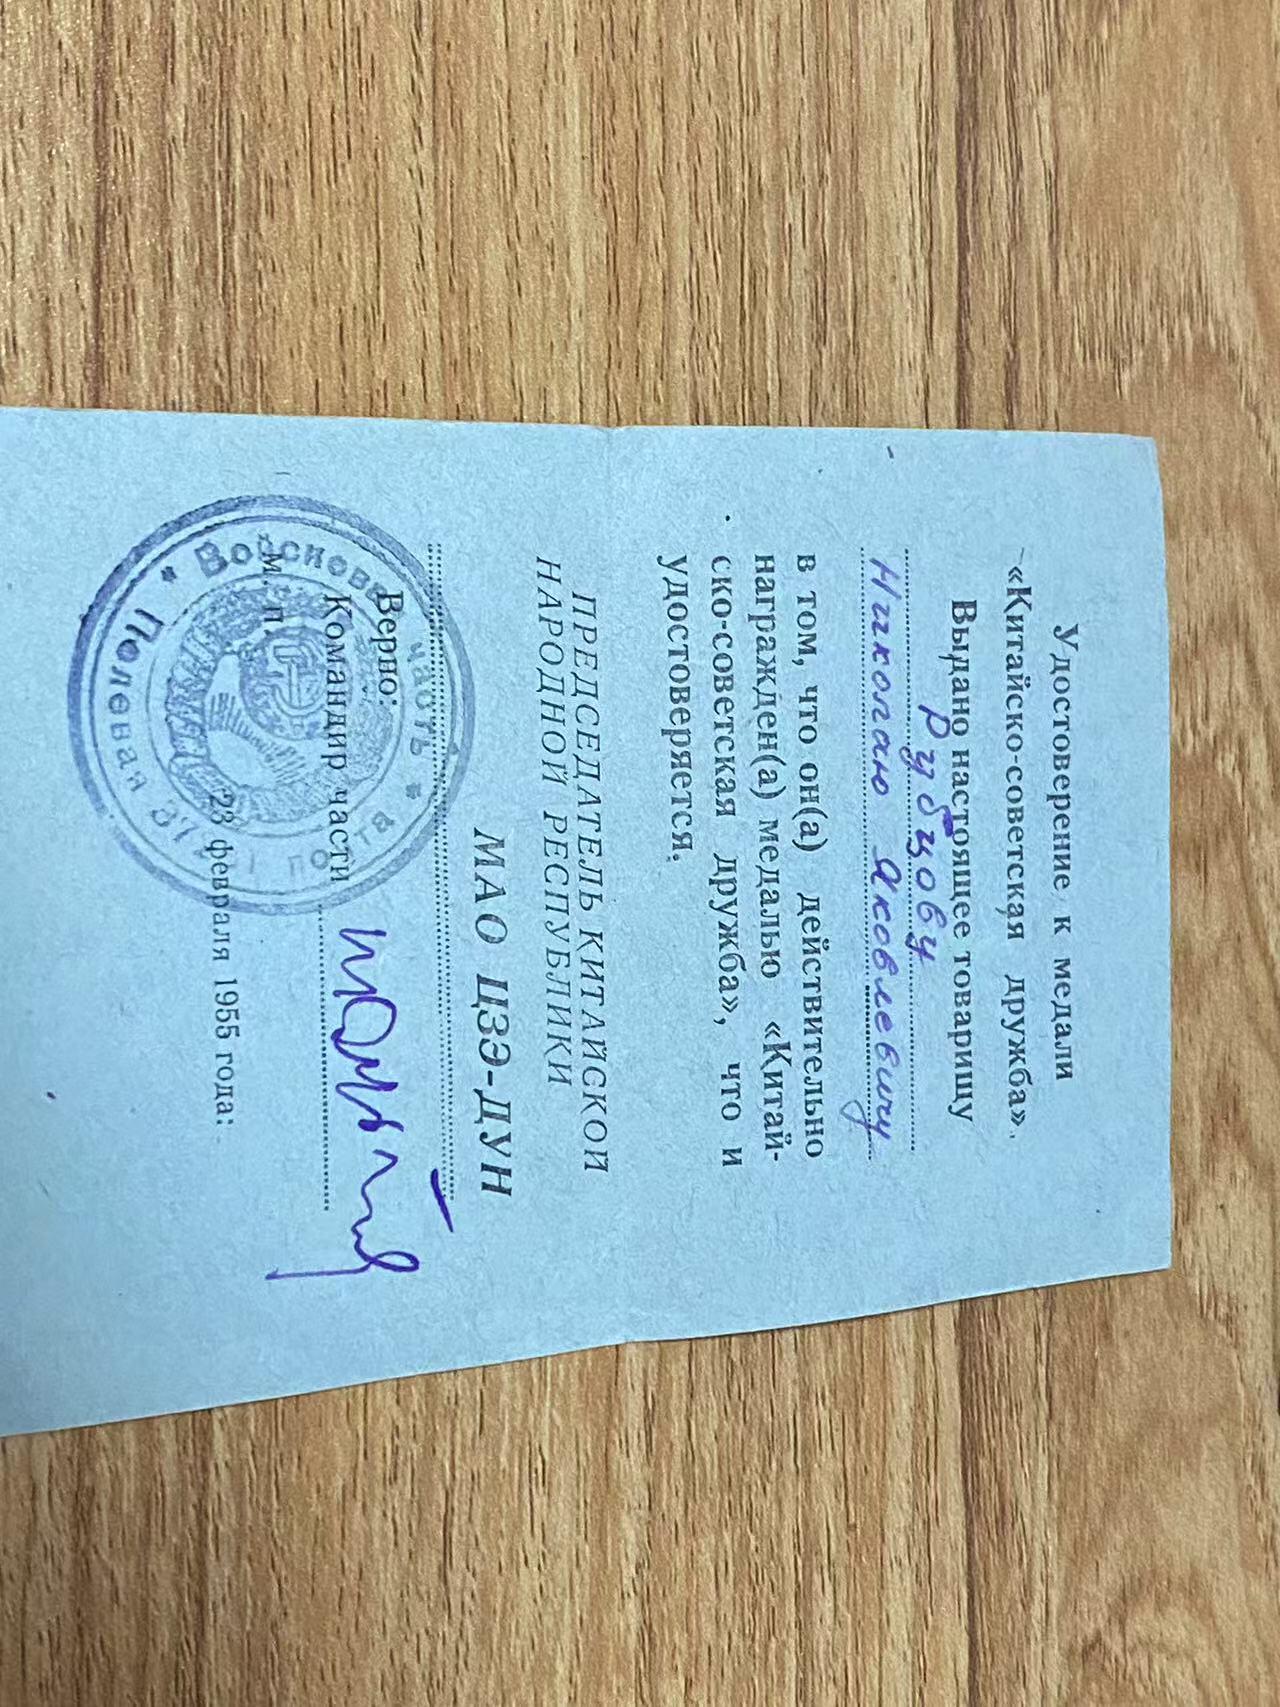 Удостоверение к медали
«Китайско-советская дружба».
Выдано настоящее товарищу
Рубцову
Николаю Яковлевичу
в том, что он(а) действительно
награжден(а) медалью «Китай-
ско-советская дружба», что и
удостоверяется.
ПРЕДСЕДАТЕЛЬ КИТАЙСКОЙ
НАРОДНОЙ РЕСПУБЛИКИ
МАО ЦЗЭ-ДУН
Верно:
Командир части
м. п.
23 февраля 1955 года:
Войсковая часть
Полевая почта